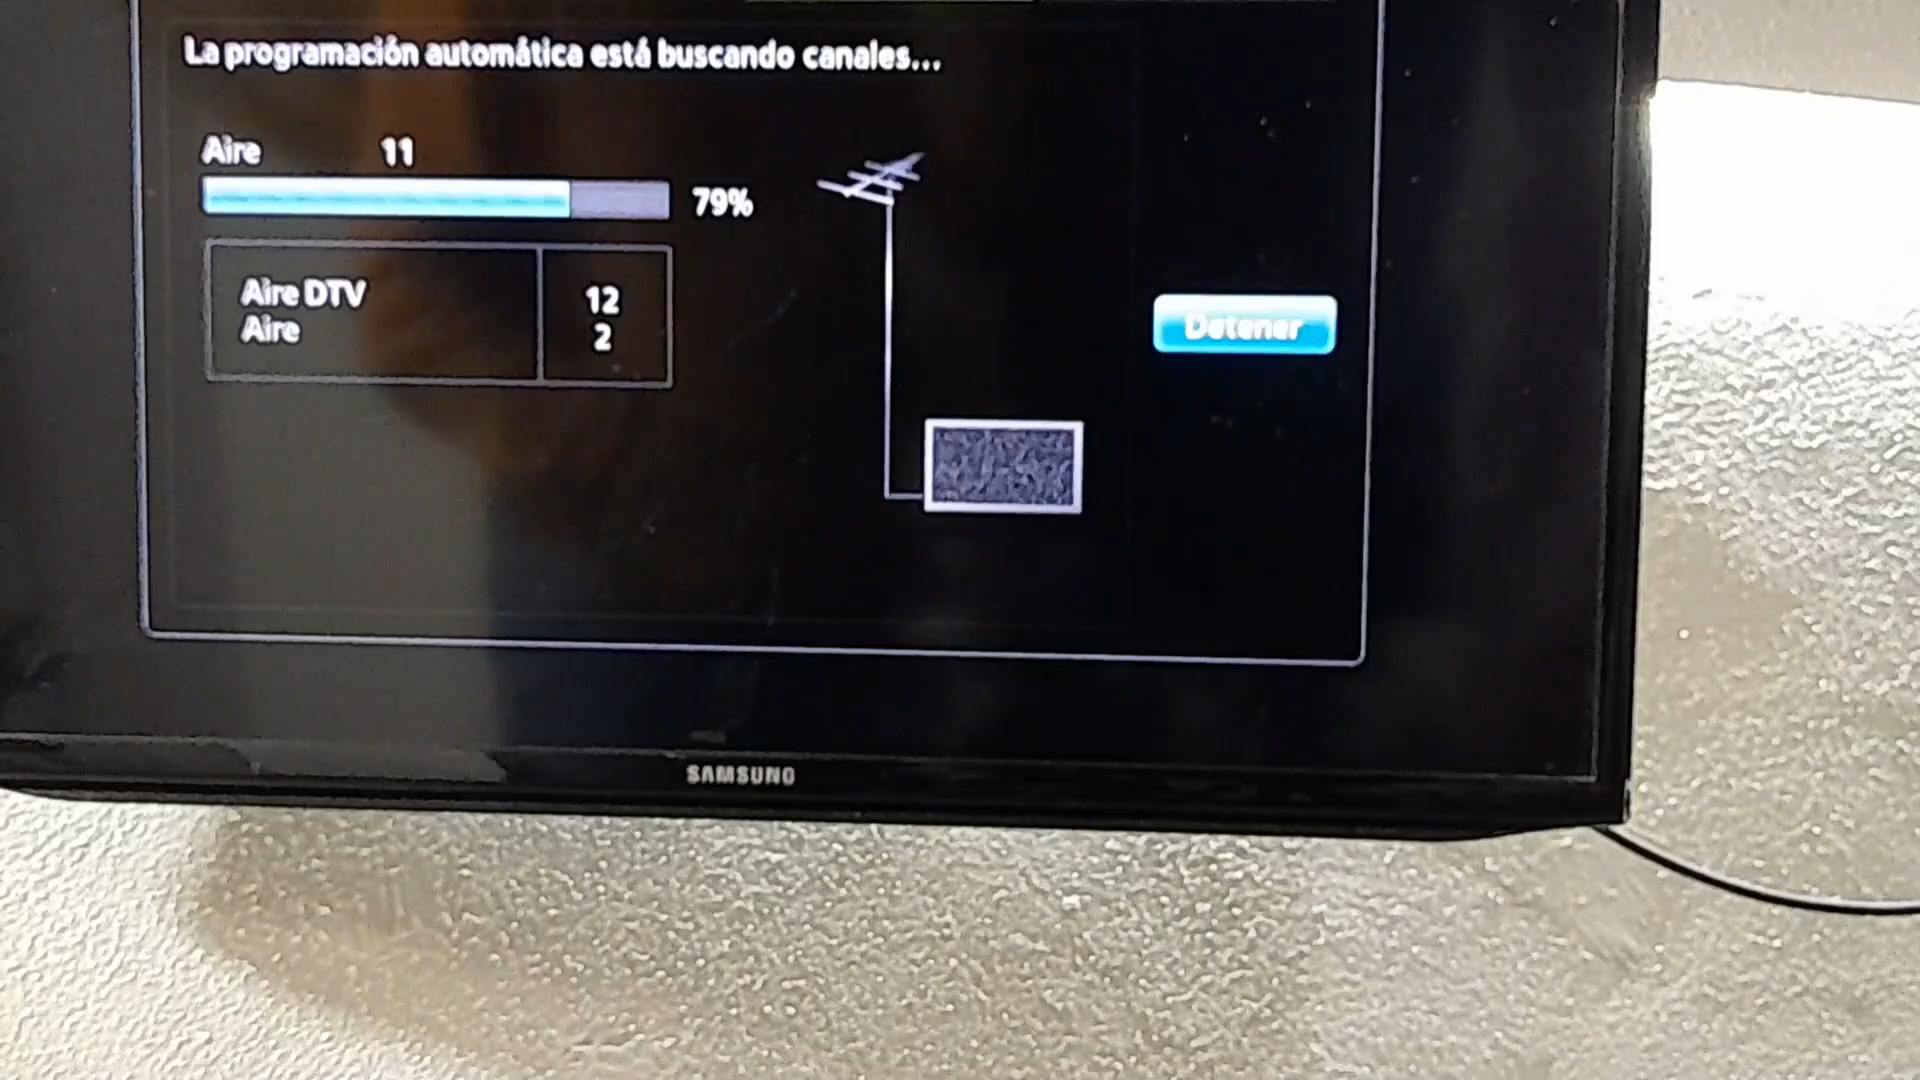 La programación automática está buscando canales...
Aire 11
79%
Aire DTV 12
Aire 2
Detener
SAMSUNG